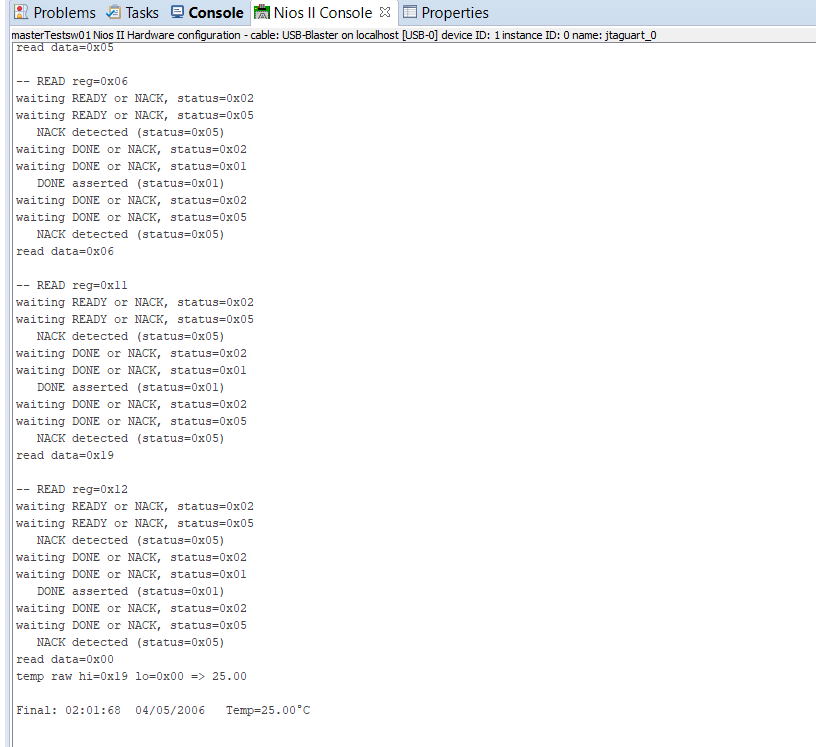 Problems Tasks Console Nios II Console Properties
masterTestsw01 Nios II Hardware configuration - cable: USB-Blaster on localhost [USB-0] device ID: 1 instance ID: 0 name: jtaguart_0
read data=0x05
-- READ reg=0x06
waiting READY or NACK, status=0x02
waiting READY or NACK, status=0x05
NACK detected (status=0x05)
waiting DONE or NACK, status=0x02
waiting DONE or NACK, status=0x01
DONE asserted (status=0x01)
waiting DONE or NACK, status=0x02
waiting DONE or NACK, status=0x05
NACK detected (status=0x05)
read data=0x06
-- READ reg=0x11
waiting READY or NACK, status=0x02
waiting READY or NACK, status=0x05
NACK detected (status=0x05)
waiting DONE or NACK, status=0x02
waiting DONE or NACK, status=0x01
DONE asserted (status=0x01)
waiting DONE or NACK, status=0x02
waiting DONE or NACK, status=0x05
NACK detected (status=0x05)
read data=0x19
-- READ reg=0x12
waiting READY or NACK, status=0x02
waiting READY or NACK, status=0x05
NACK detected (status=0x05)
waiting DONE or NACK, status=0x02
waiting DONE or NACK, status=0x01
DONE asserted (status=0x01)
waiting DONE or NACK, status=0x02
waiting DONE or NACK, status=0x05
NACK detected (status=0x05)
read data=0x00
temp raw hi=0x19 lo=0x00 => 25.00
Final: 02:01:68 04/05/2006 Temp=25.00°C